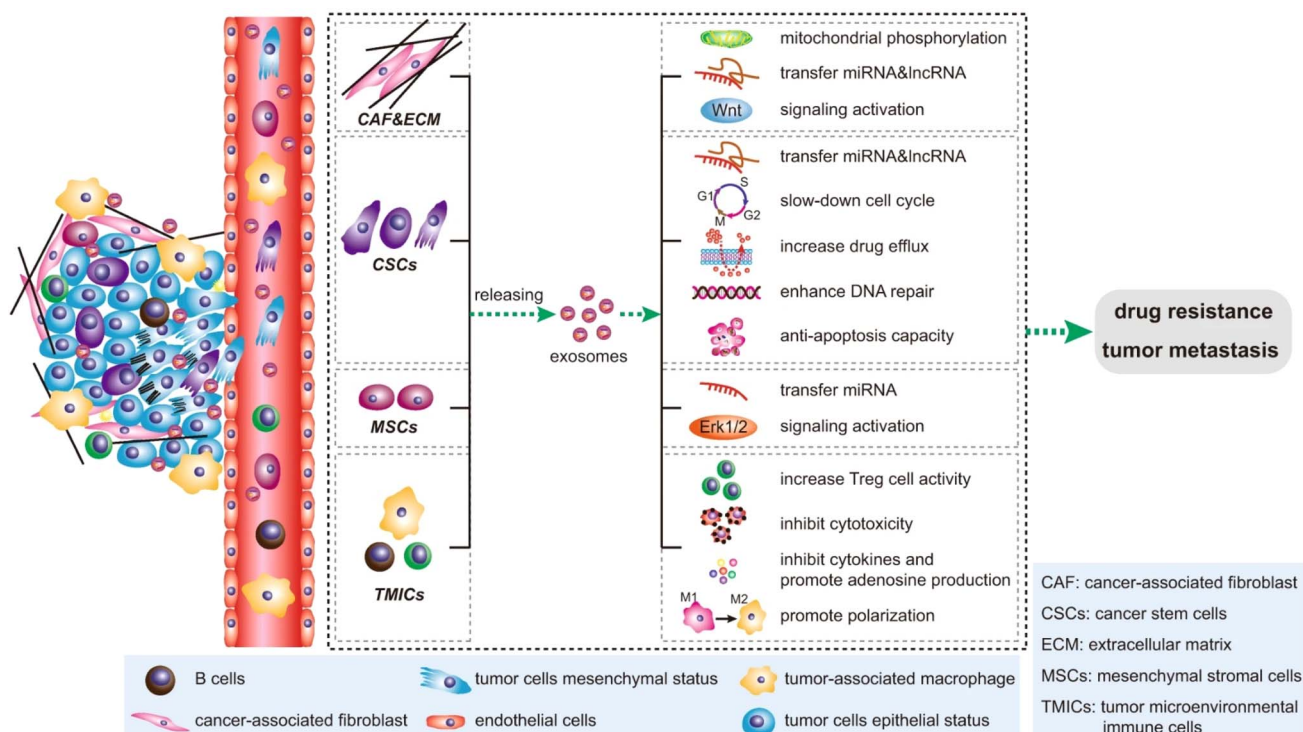 CAF&ECM
CSCs
MSCs
TMICs
releasing
exosomes
mitochondrial phosphorylation
transfer miRNA&lncRNA
Wnt
signaling activation
transfer miRNA&lncRNA
G1
S
G2
M
slow-down cell cycle
increase drug efflux
enhance DNA repair
anti-apoptosis capacity
transfer miRNA
Erk1/2
signaling activation
increase Treg cell activity
inhibit cytotoxicity
inhibit cytokines and
promote adenosine production
M1
M2
promote polarization
drug resistance
tumor metastasis
B cells
tumor cells mesenchymal status
tumor-associated macrophage
cancer-associated fibroblast
endothelial cells
tumor cells epithelial status
CAF: cancer-associated fibroblast
CSCs: cancer stem cells
ECM: extracellular matrix
MSCs: mesenchymal stromal cells
TMICs: tumor microenvironmental
immune cells